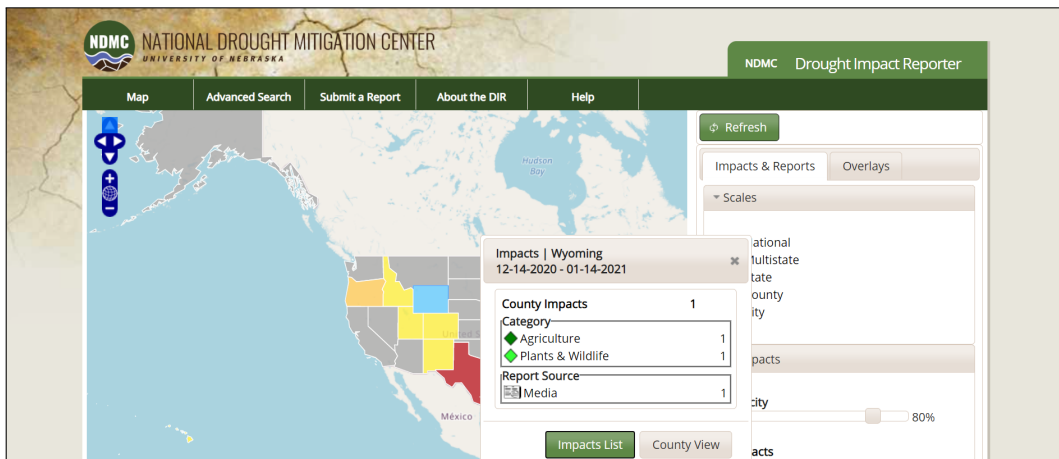 NDMC
NATIONAL DROUGHT MITIGATION CENTER
UNIVERSITY OF NEBRASKA
NDMC Drought Impact Reporter
Map Advanced Search Submit a Report About the DIR Help
Refresh
Impacts & Reports Overlays
Scales
Hudson
Bay
Impacts | Wyoming
12-14-2020 - 01-14-2021
ational
Multistate
tate
ounty
ity
County Impacts 1
Category
Agriculture 1
Plants & Wildlife 1
Report Source
Media 1
United S
México
pacts
city
80%
Impacts List County View
acts